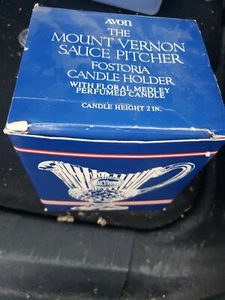 AVON
THE
MOUNT VERNON
SAUCE PITCHER
FOSTORIA
CANDLE HOLDER
WITH FLORAL MEDLEY
PERFUMED CANDLE
CANDLE HEIGHT 2 IN.